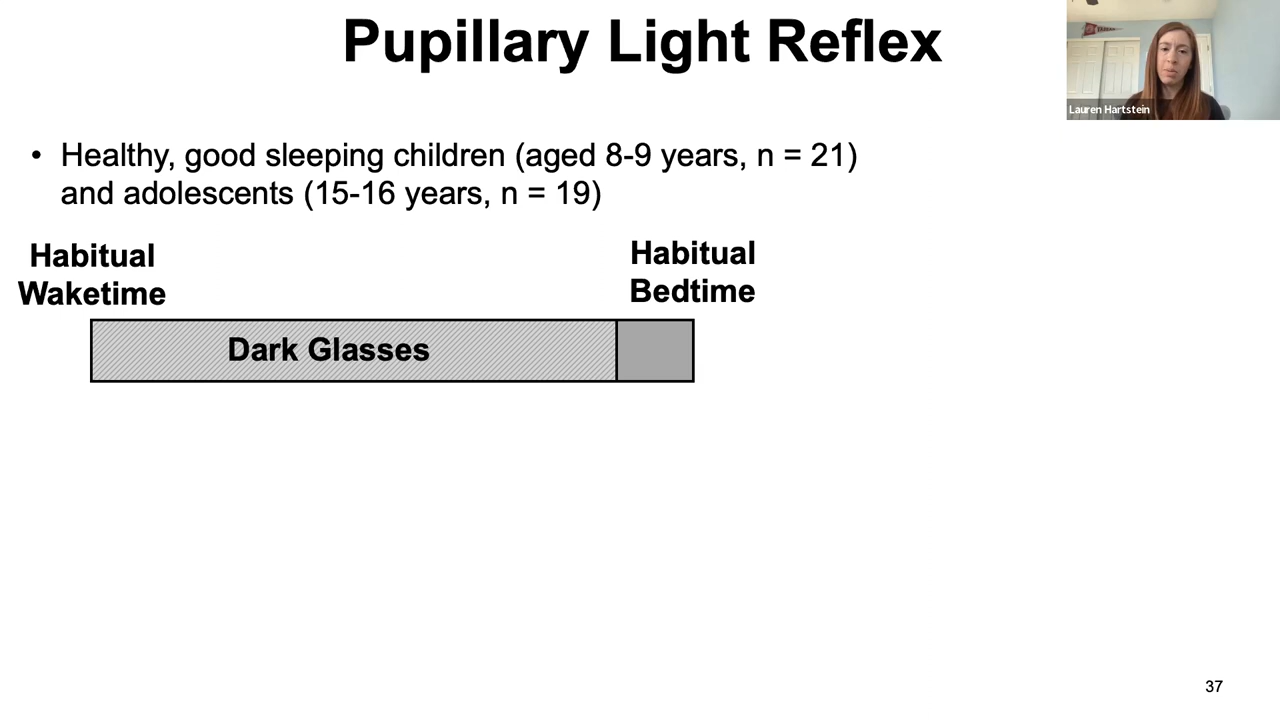 Pupillary Light Reflex
Lauren Hartstein
• Healthy, good sleeping children (aged 8-9 years, n = 21)
and adolescents (15-16 years, n = 19)
Habitual
Waketime
Habitual
Bedtime
Dark Glasses
37